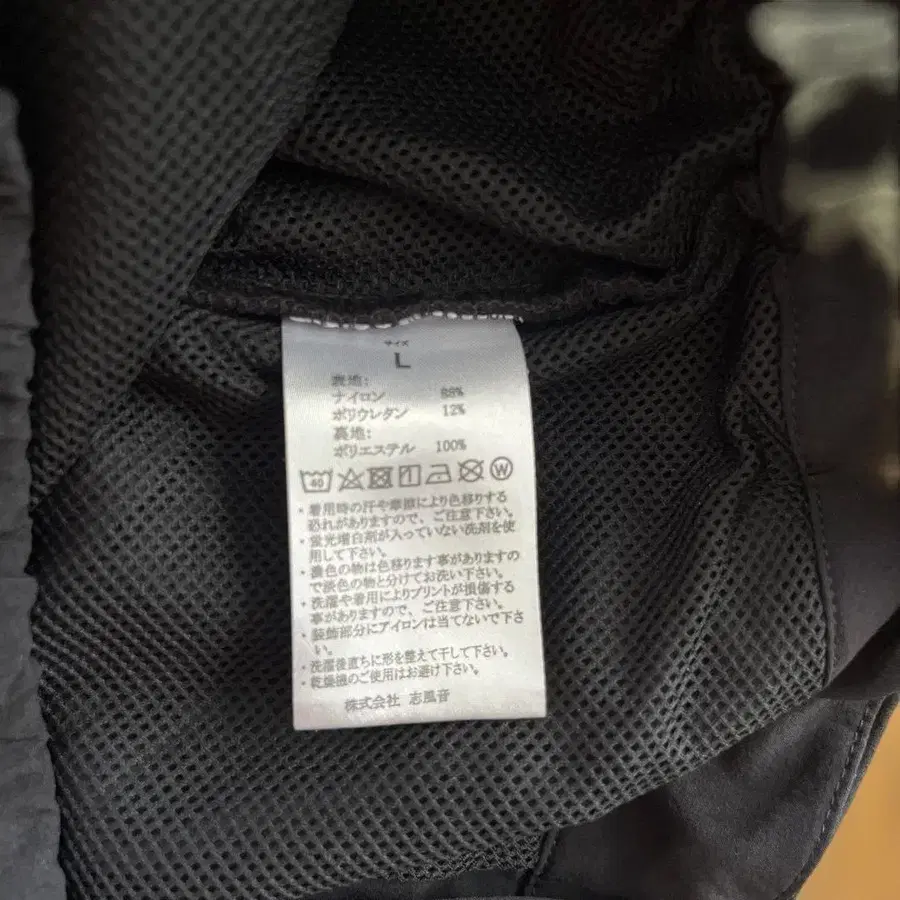 サイズ
L
表地:
ナイロン 88%
ポリウレタン 12%
裏地:
ポリエステル 100%
40 W
・着用時の汗や摩擦により色移りする
恐れがありますので、ご注意下さい。
・蛍光増白剤が入っていない洗剤を使
用して下さい。
・濃色の物は色移りします事がありますの
で淡色の物と分けてお洗い下さい。
・洗濯や着用によりプリントが損傷する
事がありますので、ご注意下さい。
・装飾部分にアイロンは当てないで下さ
い。
・洗濯後直ちに形を整えて干して下さい。
・乾燥機のご使用はお避け下さい。
株式会社 志風音